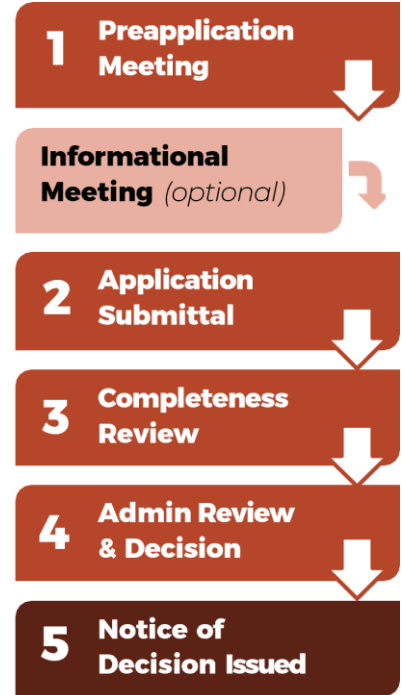 1
Preapplication
Meeting
Informational
Meeting (optional)
2
Application
Submittal
3
Completeness
Review
4
Admin Review
& Decision
5
Notice of
Decision Issued